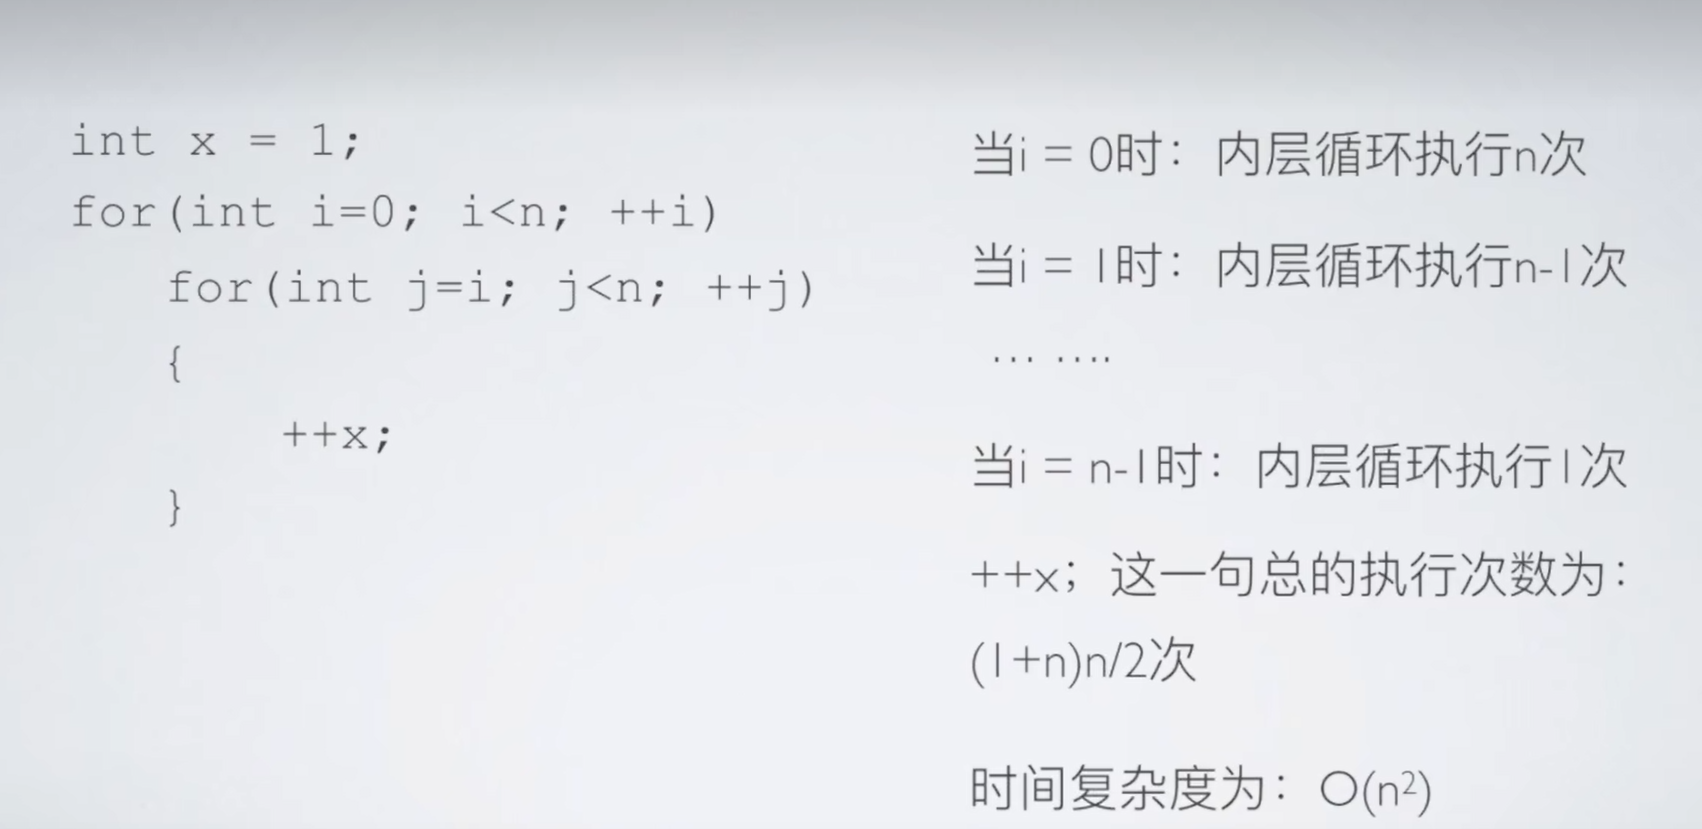 int x = 1;
for(int i=0; i<n; ++i)
for(int j=i; j<n; ++j)
{
++x;
}
当i = 0时：内层循环执行n次
当i = 1时：内层循环执行n-1次
… ….
当i = n-1时：内层循环执行1次
++x；这一句总的执行次数为：
(1+n)n/2次
时间复杂度为：O(n²)